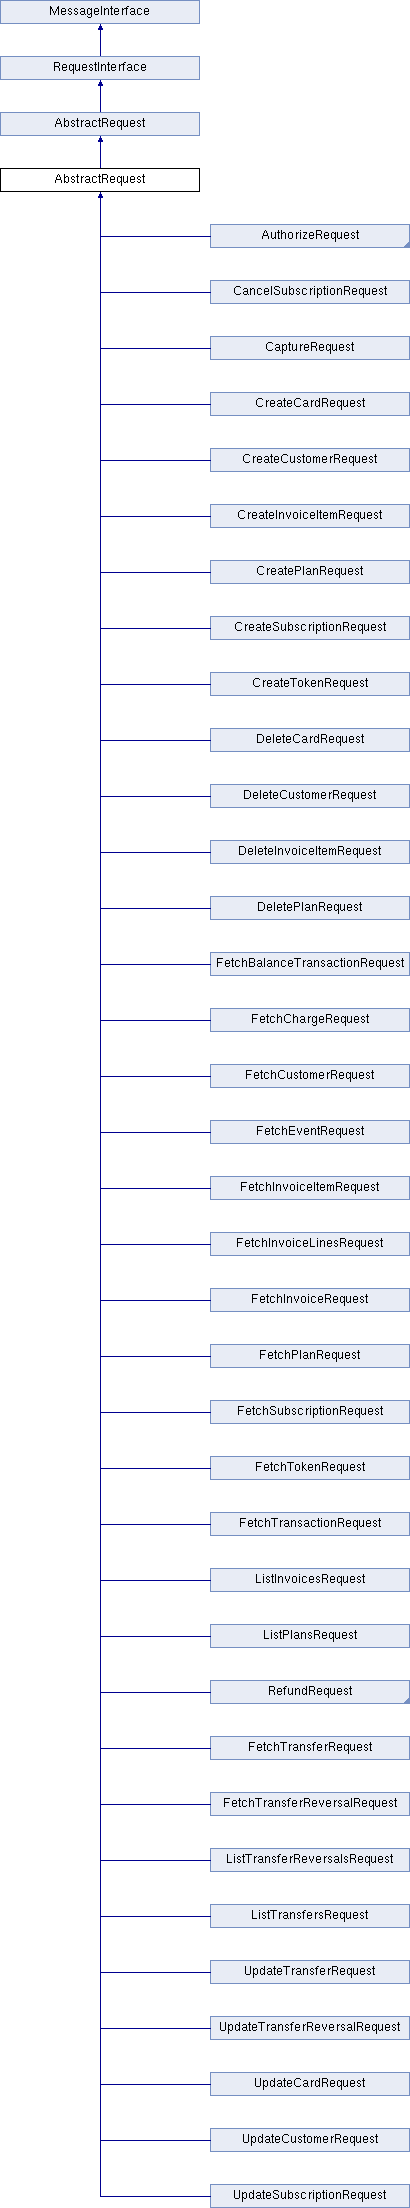 MessageInterface
RequestInterface
AbstractRequest
AbstractRequest
AuthorizeRequest
CancelSubscriptionRequest
CaptureRequest
CreateCardRequest
CreateCustomerRequest
CreateInvoiceItemRequest
CreatePlanRequest
CreateSubscriptionRequest
CreateTokenRequest
DeleteCardRequest
DeleteCustomerRequest
DeleteInvoiceItemRequest
DeletePlanRequest
FetchBalanceTransactionRequest
FetchChargeRequest
FetchCustomerRequest
FetchEventRequest
FetchInvoiceItemRequest
FetchInvoiceLinesRequest
FetchInvoiceRequest
FetchPlanRequest
FetchSubscriptionRequest
FetchTokenRequest
FetchTransactionRequest
ListInvoicesRequest
ListPlansRequest
RefundRequest
FetchTransferRequest
FetchTransferReversalRequest
ListTransferReversalsRequest
ListTransfersRequest
UpdateTransferRequest
UpdateTransferReversalRequest
UpdateCardRequest
UpdateCustomerRequest
UpdateSubscriptionRequest